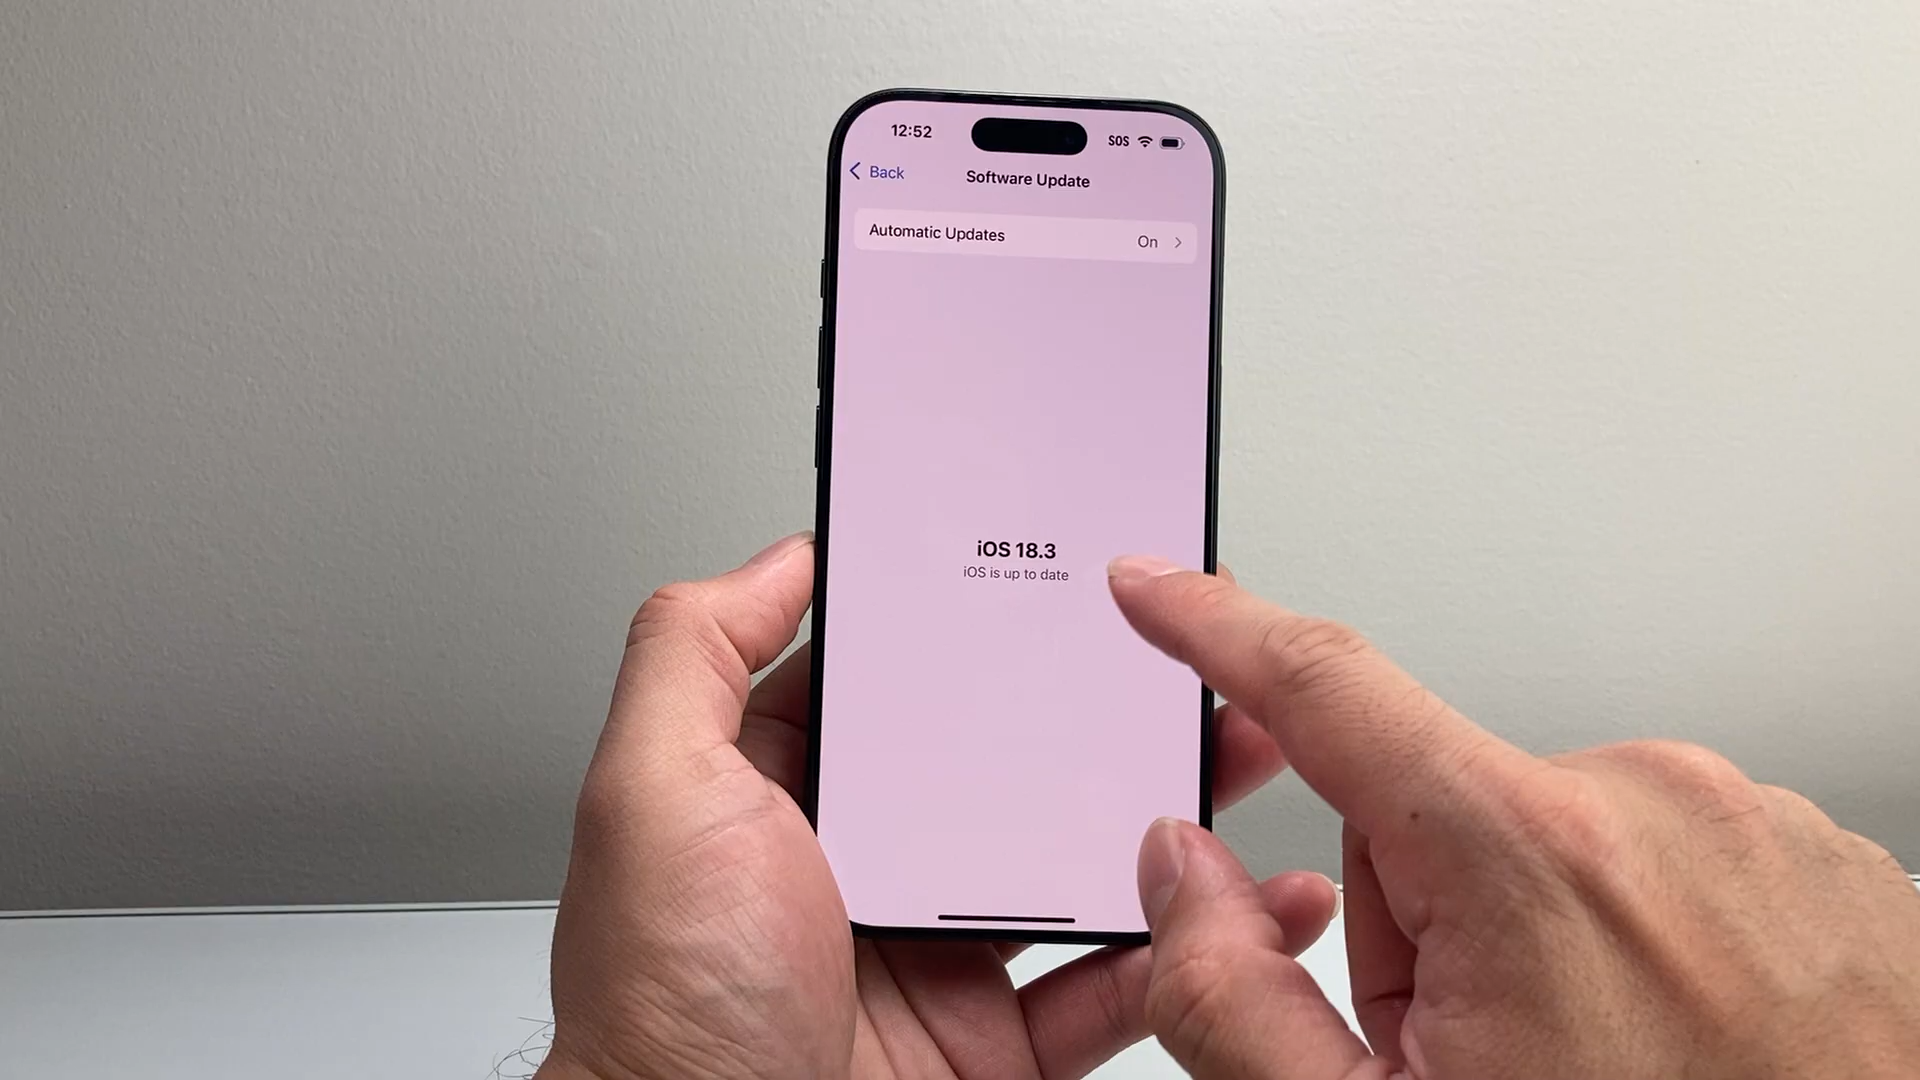 12:52
SOS
Back
Software Update
Automatic Updates
On
iOS 18.3
iOS is up to date